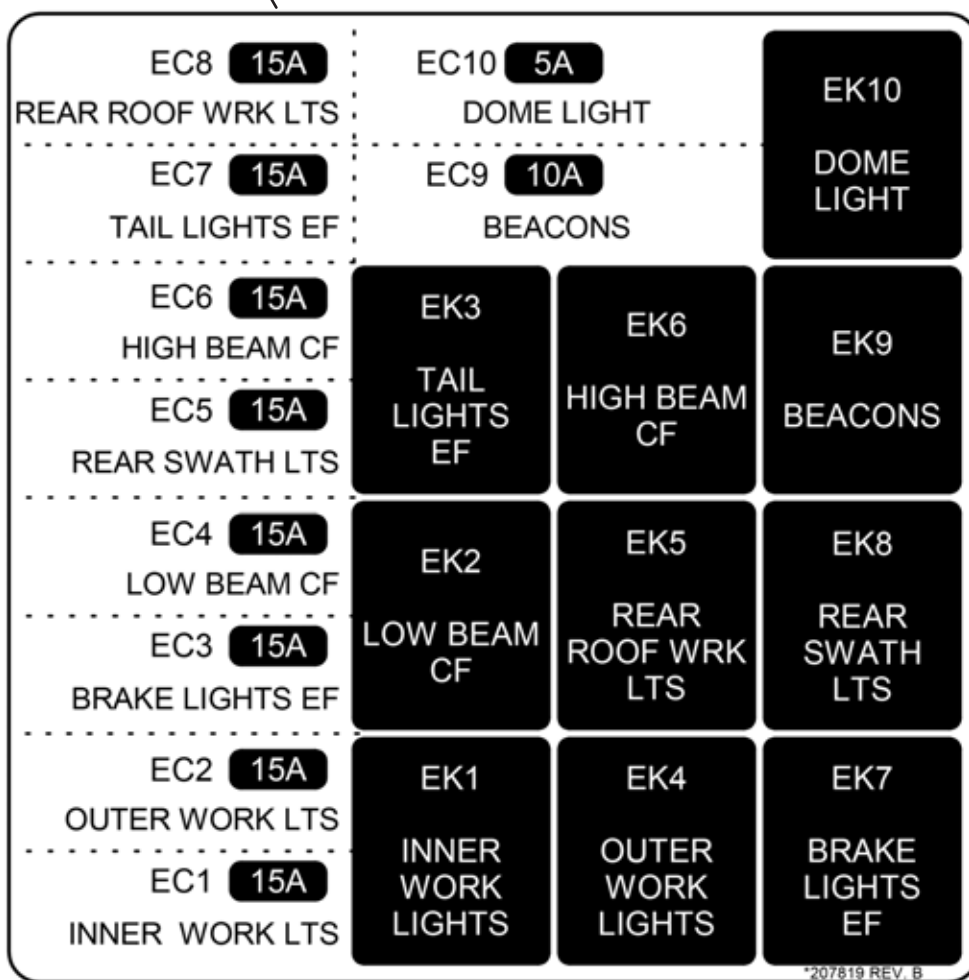 EC8 15A
REAR ROOF WRK LTS
EC10 5A
DOME LIGHT
EK10
DOME
LIGHT
EC7 15A
TAIL LIGHTS EF
EC9 10A
BEACONS
EC6 15A
HIGH BEAM CF
EC5 15A
REAR SWATH LTS
EK3
TAIL
LIGHTS
EF
EK6
HIGH BEAM
CF
EK9
BEACONS
EC4 15A
LOW BEAM CF
EC3 15A
BRAKE LIGHTS EF
EK2
LOW BEAM
CF
EK5
REAR
ROOF WRK
LTS
EK8
REAR
SWATH
LTS
EC2 15A
OUTER WORK LTS
EC1 15A
INNER WORK LTS
EK1
INNER
WORK
LIGHTS
EK4
OUTER
WORK
LIGHTS
EK7
BRAKE
LIGHTS
EF
*207819 REV. B